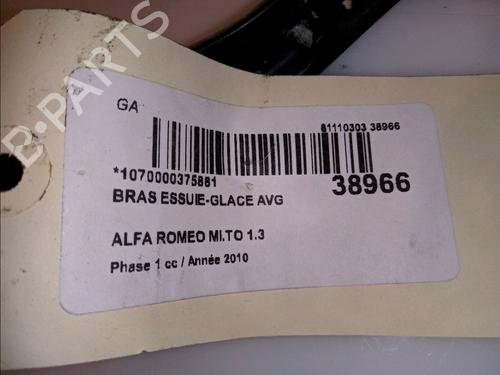 GA
81110303 38966
*1070000375881
38966
BRAS ESSUIE-GLACE AVG
ALFA ROMEO MI.TO 1.3
Phase 1 cc / Année 2010
B-PARTS